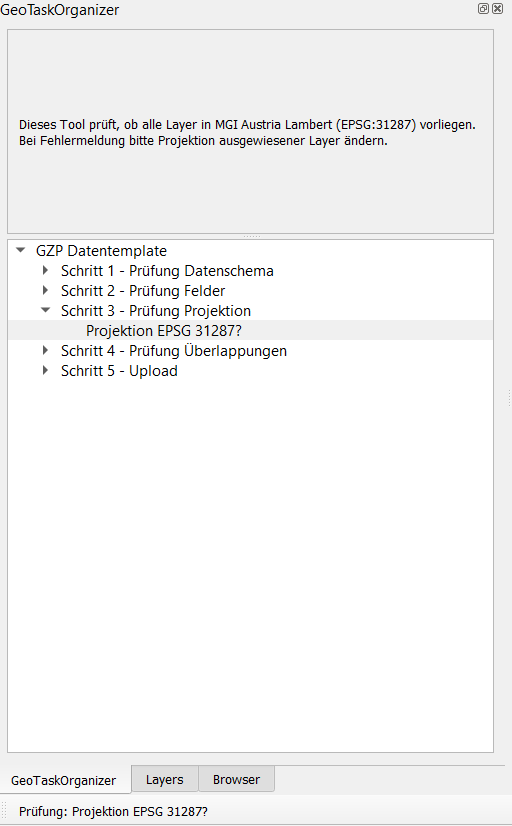 GeoTaskOrganizer
Dieses Tool prüft, ob alle Layer in MGI Austria Lambert (EPSG:31287) vorliegen.
Bei Fehlermeldung bitte Projektion ausgewiesener Layer ändern.
GZP Datentemplate
Schritt 1 - Prüfung Datenschema
Schritt 2 - Prüfung Felder
Schritt 3 - Prüfung Projektion
Projektion EPSG 31287?
Schritt 4 - Prüfung Überlappungen
Schritt 5 - Upload
GeoTaskOrganizer Layers Browser
Prüfung: Projektion EPSG 31287?